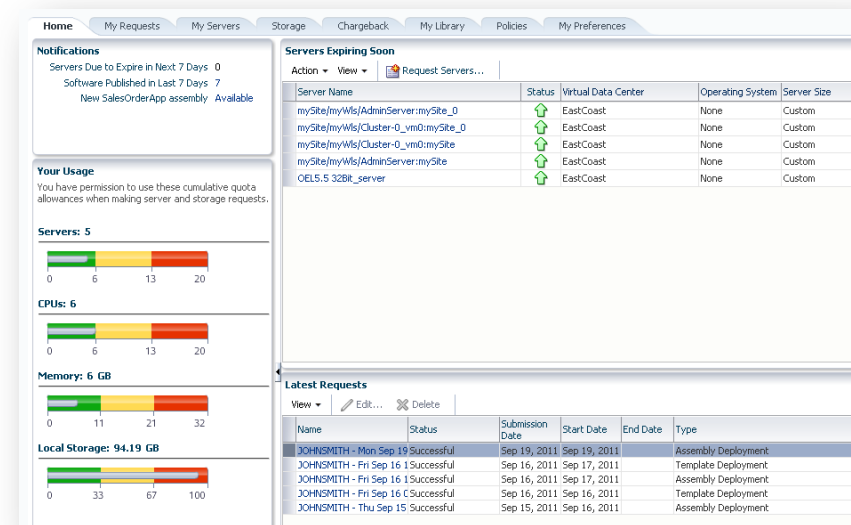 Home My Requests My Servers Storage Chargeback My Library Policies My Preferences
Notifications
Servers Due to Expire in Next 7 Days 0
Software Published in Last 7 Days 7
New SalesOrderApp assembly Available
Your Usage
You have permission to use these cumulative quota
allowances when making server and storage requests.
Servers: 5
0 6 13 20
CPUs: 6
0 6 13 20
Memory: 6 GB
0 11 21 32
Local Storage: 94.19 GB
0 33 67 100
Servers Expiring Soon
Action View Request Servers...
Server Name Status Virtual Data Center Operating System Server Size
mySite/myWls/AdminServer:mySite_0 EastCoast None Custom
mySite/myWls/Cluster-0_vm0:mySite_0 EastCoast None Custom
mySite/myWls/Cluster-0_vm0:mySite EastCoast None Custom
mySite/myWls/AdminServer:mySite EastCoast None Custom
OEL5.5 32Bit_server EastCoast None Custom
Latest Requests
View Edit... Delete
Name Status Submission Date Start Date End Date Type
JOHNSMITH - Mon Sep 19 Successful Sep 19, 2011 Sep 19, 2011 Assembly Deployment
JOHNSMITH - Fri Sep 16 1 Successful Sep 16, 2011 Sep 17, 2011 Template Deployment
JOHNSMITH - Fri Sep 16 1 Successful Sep 16, 2011 Sep 17, 2011 Assembly Deployment
JOHNSMITH - Fri Sep 16 0 Successful Sep 16, 2011 Sep 16, 2011 Template Deployment
JOHNSMITH - Thu Sep 15 Successful Sep 15, 2011 Sep 16, 2011 Assembly Deployment